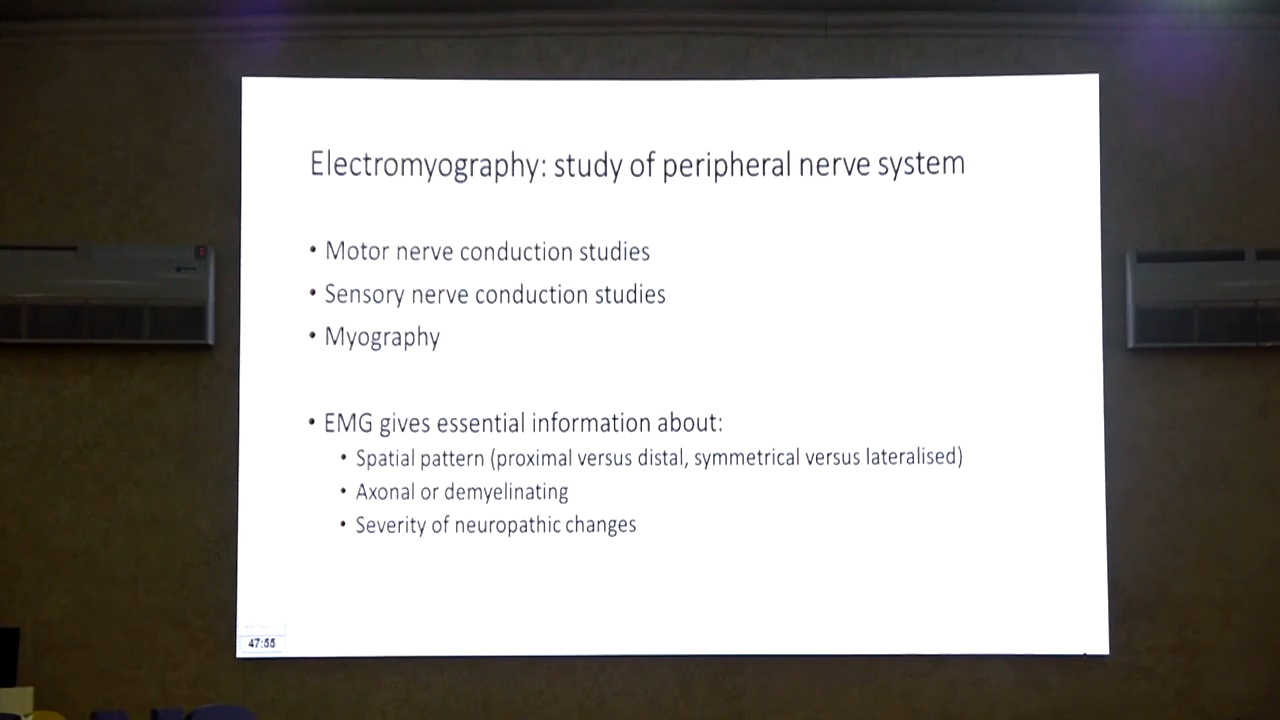 Electromyography: study of peripheral nerve system
• Motor nerve conduction studies
• Sensory nerve conduction studies
• Myography
• EMG gives essential information about:
• Spatial pattern (proximal versus distal, symmetrical versus lateralised)
• Axonal or demyelinating
• Severity of neuropathic changes
47:55